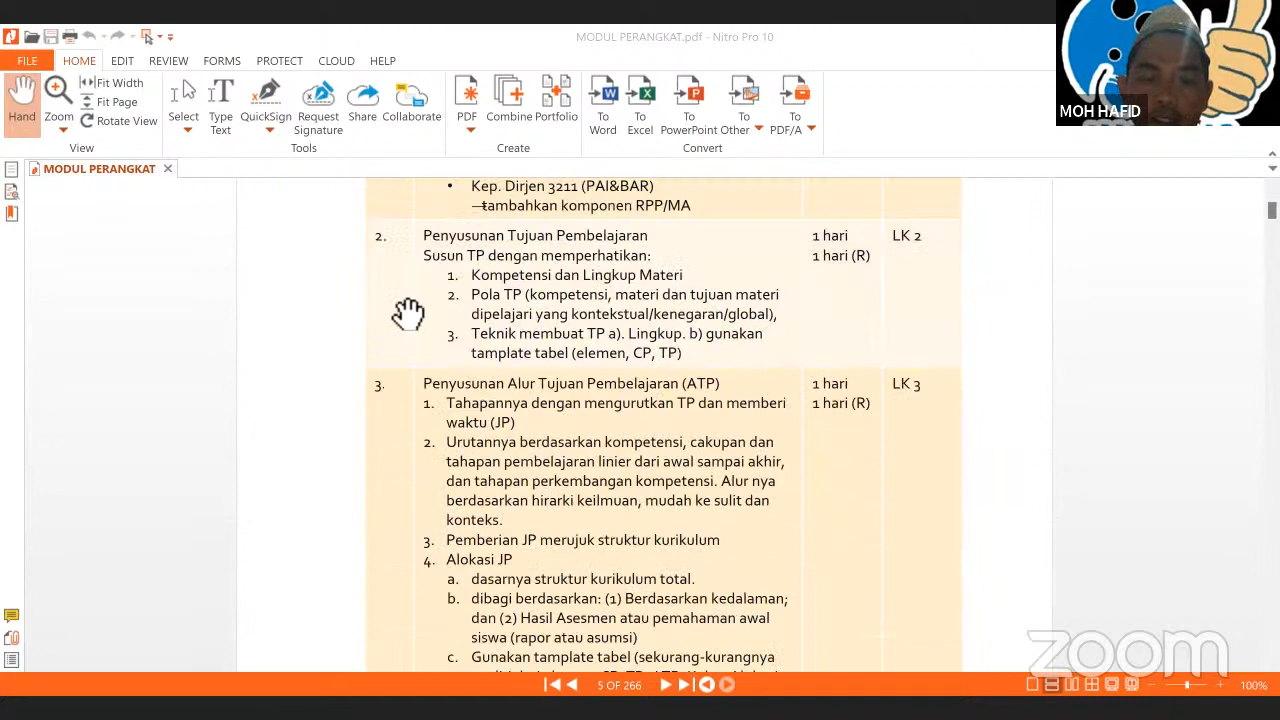 MODUL PERANGKAT.pdf - Nitro Pro 10
FILE HOME EDIT REVIEW FORMS PROTECT CLOUD HELP
Hand
Zoom
Fit Width
Fit Page
Rotate View
View
Select
Type Text
QuickSign
Request Signature
Share
Collaborate
Tools
PDF
Combine
Portfolio
Create
To Word
To Excel
To PowerPoint
To Other
To PDF/A
Convert
MOH HAFID
MODUL PERANGKAT
• Kep. Dirjen 3211 (PAI&BAR)
→tambahkan komponen RPP/MA
2. Penyusunan Tujuan Pembelajaran 1 hari LK 2
Susun TP dengan memperhatikan: 1 hari (R)
1. Kompetensi dan Lingkup Materi
2. Pola TP (kompetensi, materi dan tujuan materi
dipelajari yang kontekstual/kenegaran/global),
3. Teknik membuat TP a). Lingkup. b) gunakan
tamplate tabel (elemen, CP, TP)
3. Penyusunan Alur Tujuan Pembelajaran (ATP) 1 hari LK 3
1. Tahapannya dengan mengurutkan TP dan memberi 1 hari (R)
waktu (JP)
2. Urutannya berdasarkan kompetensi, cakupan dan
tahapan pembelajaran linier dari awal sampai akhir,
dan tahapan perkembangan kompetensi. Alur nya
berdasarkan hirarki keilmuan, mudah ke sulit dan
konteks.
3. Pemberian JP merujuk struktur kurikulum
4. Alokasi JP
a. dasarnya struktur kurikulum total.
b. dibagi berdasarkan: (1) Berdasarkan kedalaman;
dan (2) Hasil Asesmen atau pemahaman awal
siswa (rapor atau asumsi)
c. Gunakan tamplate tabel (sekurang-kurangnya
zoom
5 OF 266
100%